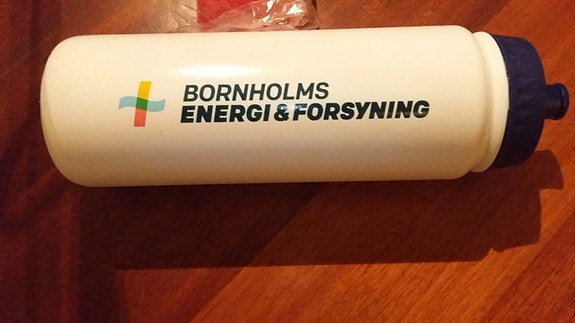 BORNHOLMS
ENERGI & FORSYNING